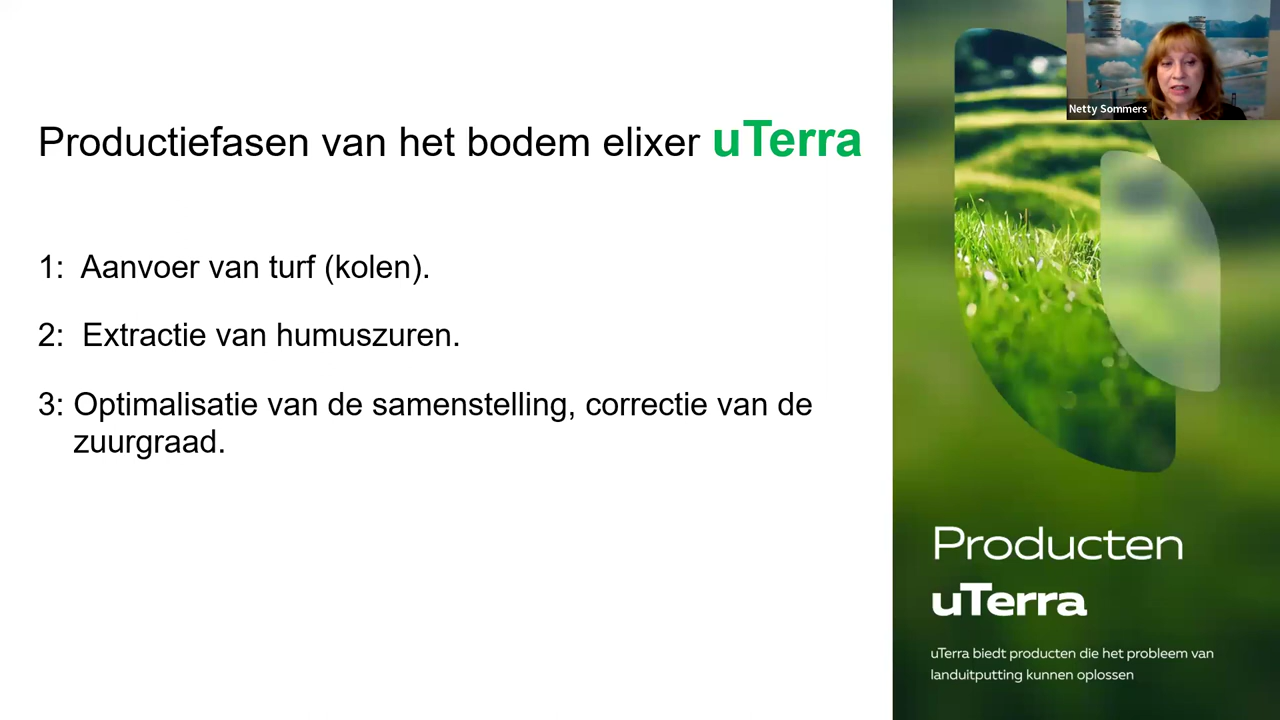 Netty Sommers
Productiefasen van het bodem elixer uTerra
1: Aanvoer van turf (kolen).
2: Extractie van humuszuren.
3: Optimalisatie van de samenstelling, correctie van de
zuurgraad.
Producten
uTerra
uTerra biedt producten die het probleem van
landuitputting kunnen oplossen